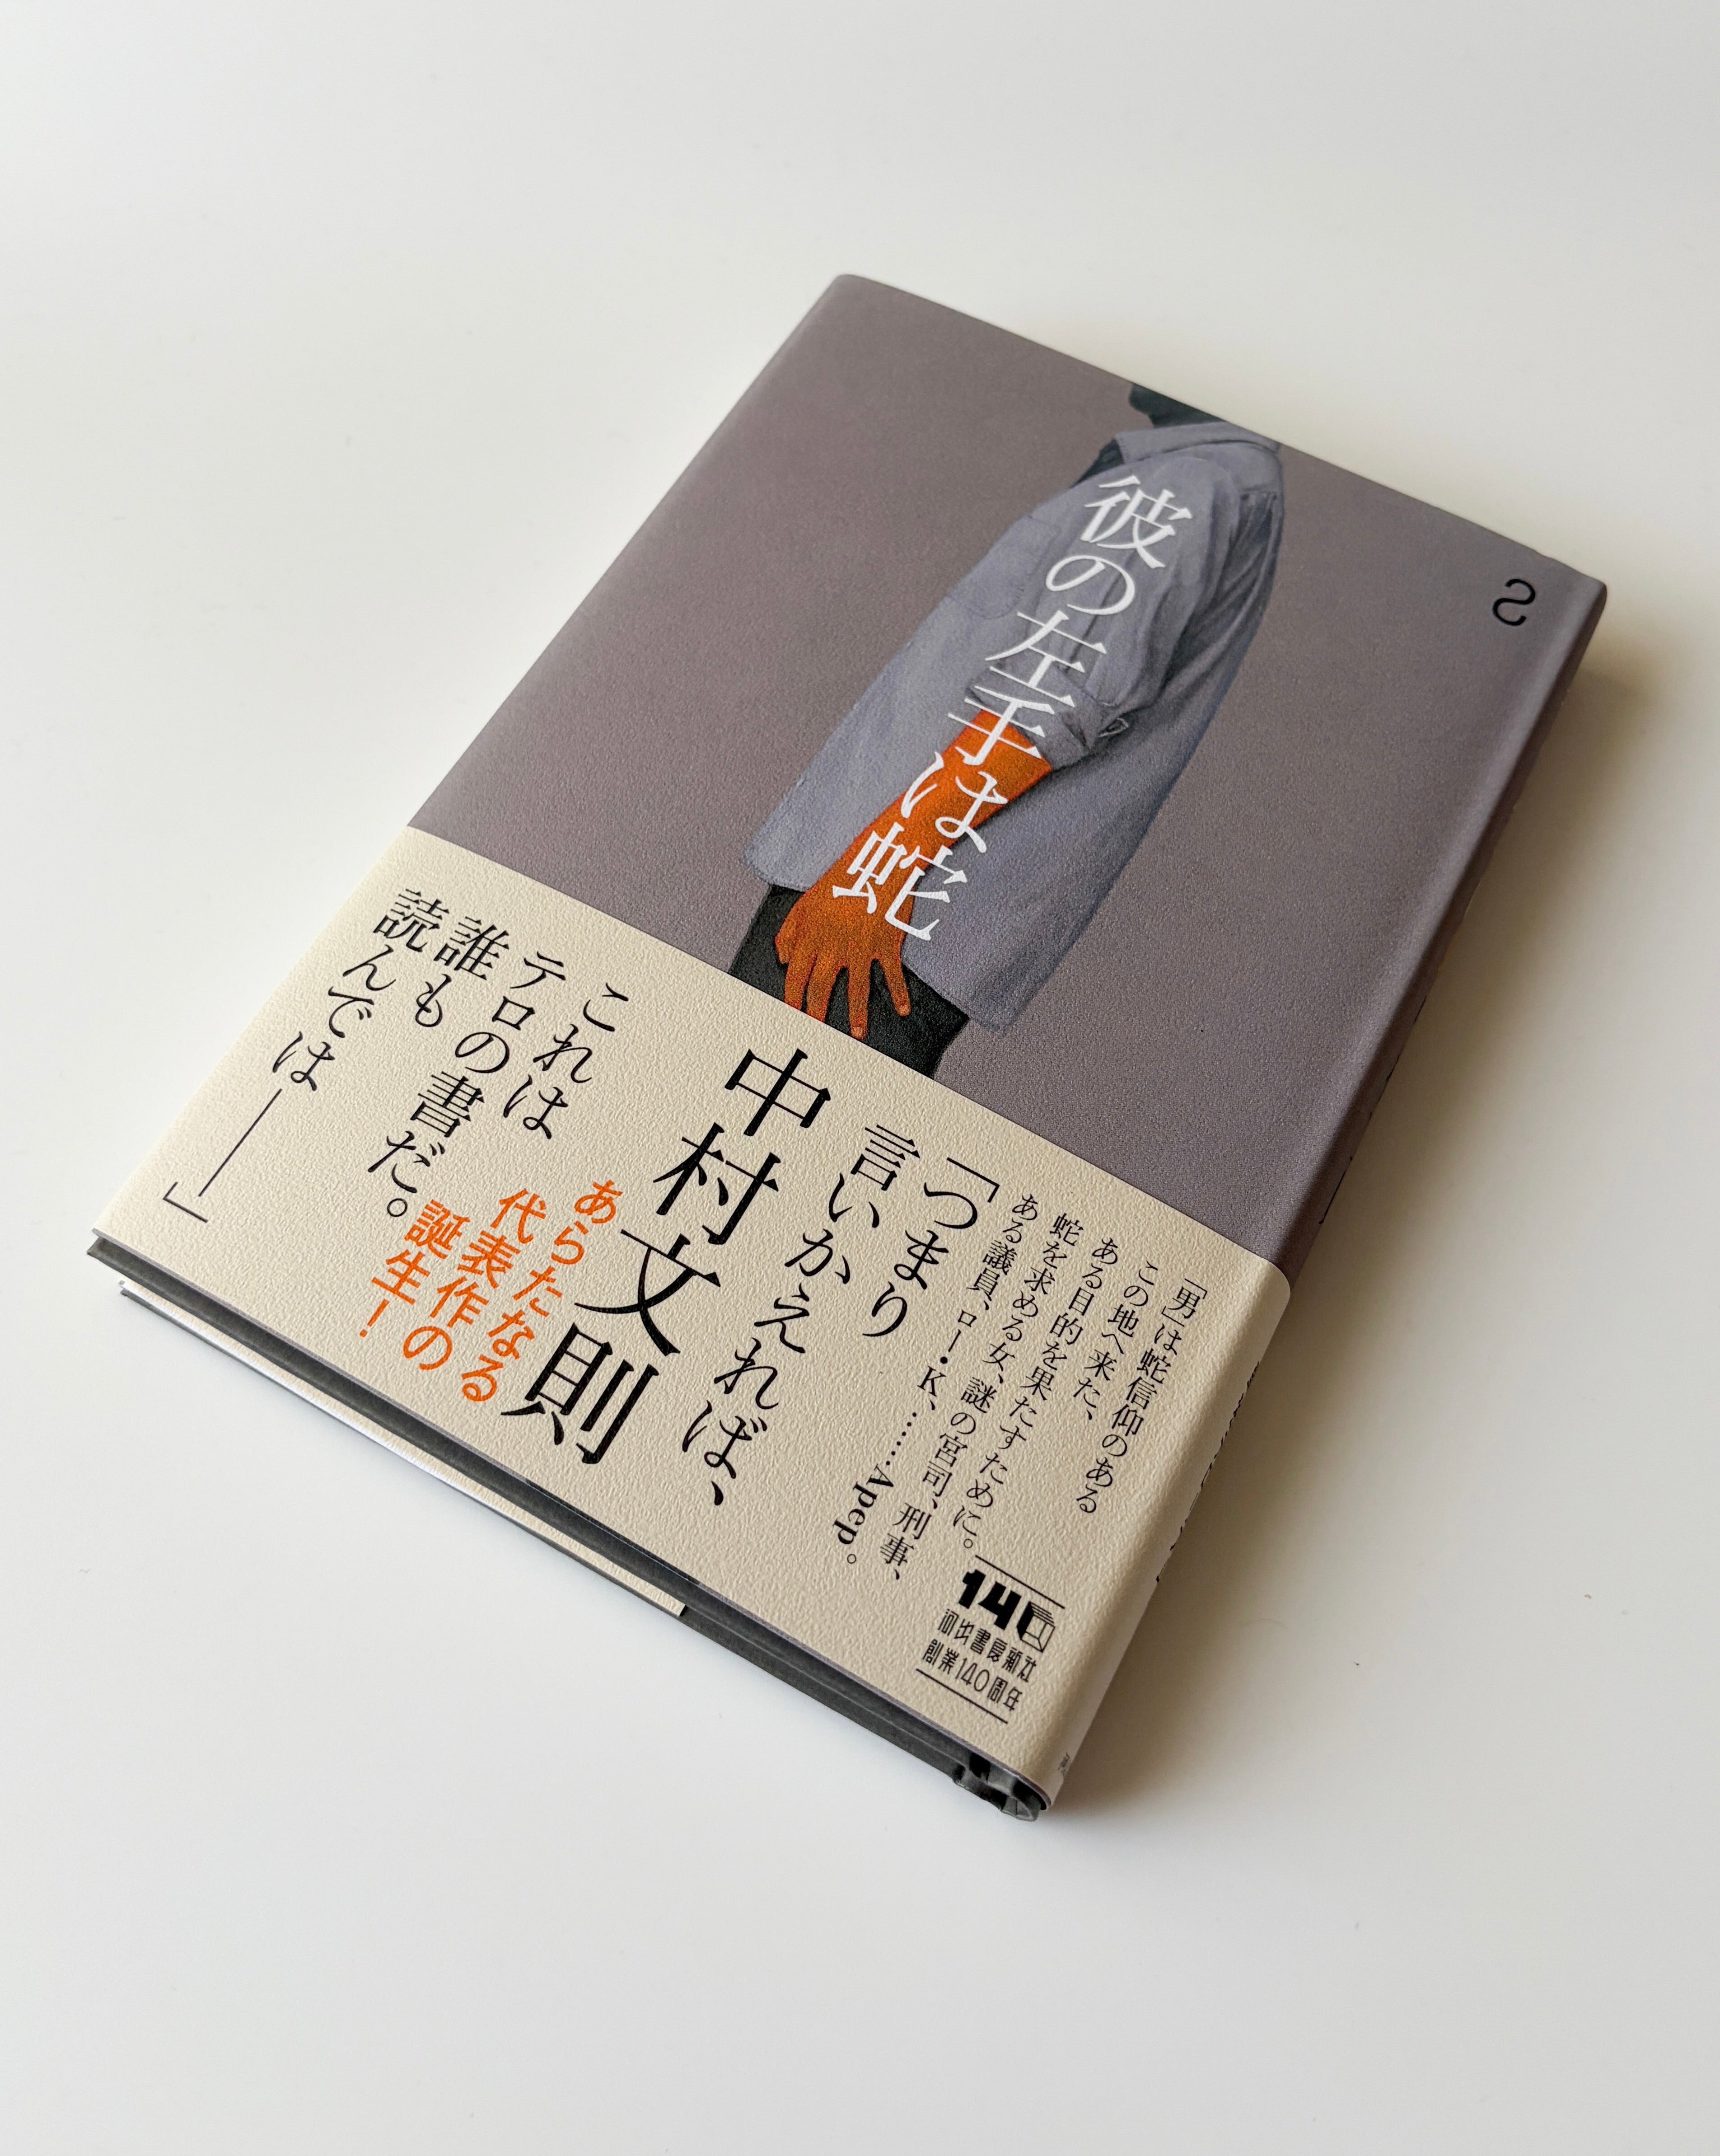 彼の左手は蛇
「男」は蛇信仰のある
この地へ来た、
ある目的を果たすために。
蛇を求める女、謎の宮司、刑事、
ある議員、ロー・K、……Apep。
「つまり
言いかえれば、
中村文則
あらたなる
代表作の
誕生！
これは
テロの書だ。
誰も
読んでは――」
140
河出書房新社
創業140周年